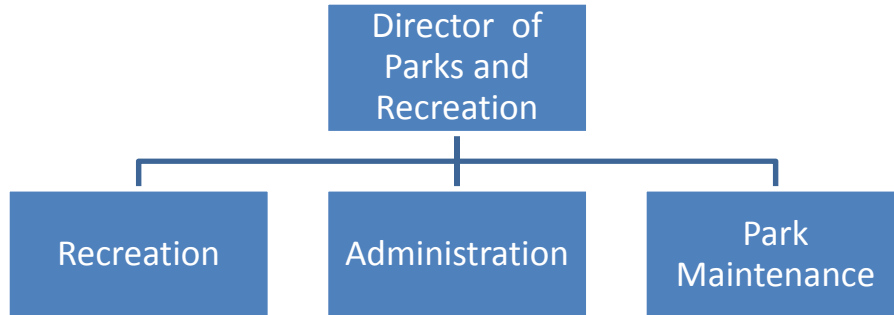 Director of
Parks and
Recreation
Recreation
Administration
Park
Maintenance